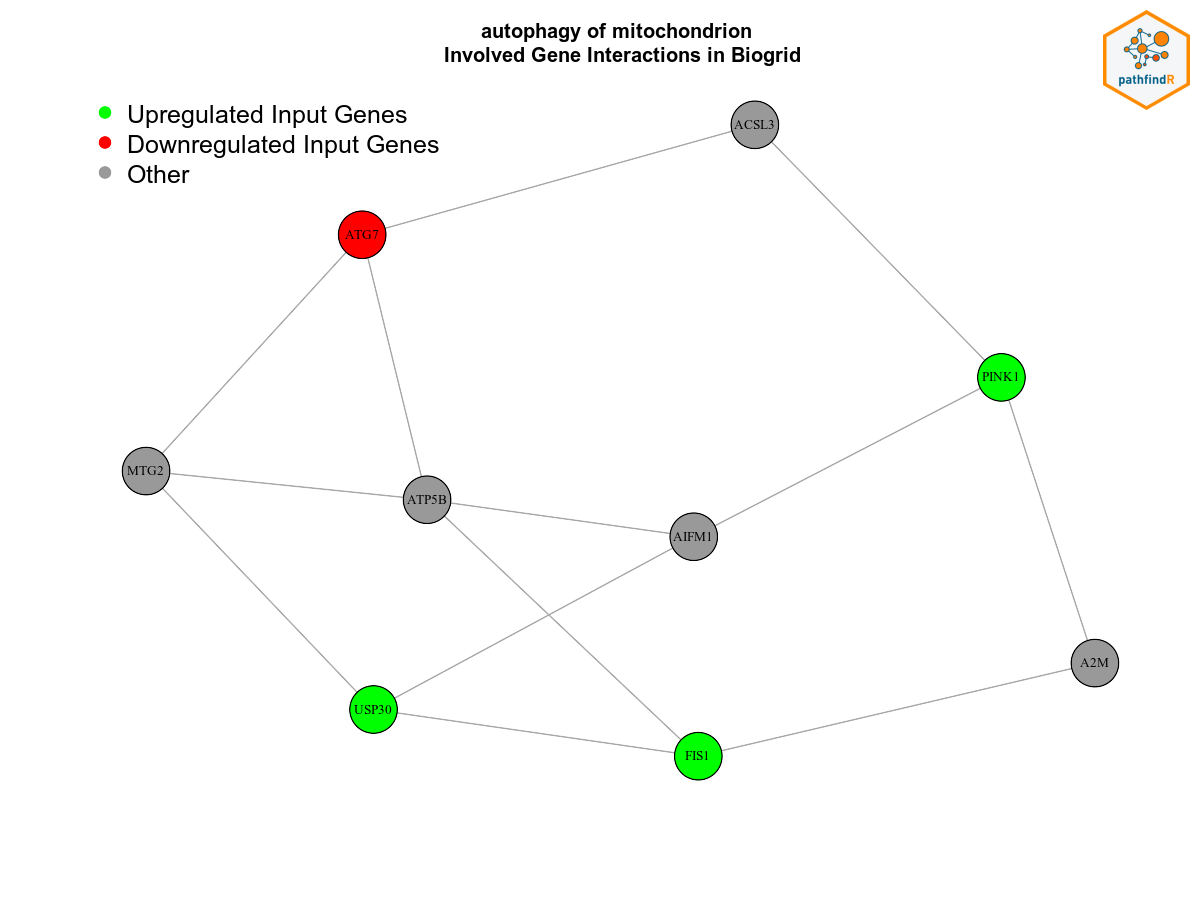 autophagy of mitochondrion
Involved Gene Interactions in Biogrid
pathfindR
Upregulated Input Genes
Downregulated Input Genes
Other
ACSL3
ATG7
PINK1
MTG2
ATP5B
AIFM1
A2M
USP30
FIS1